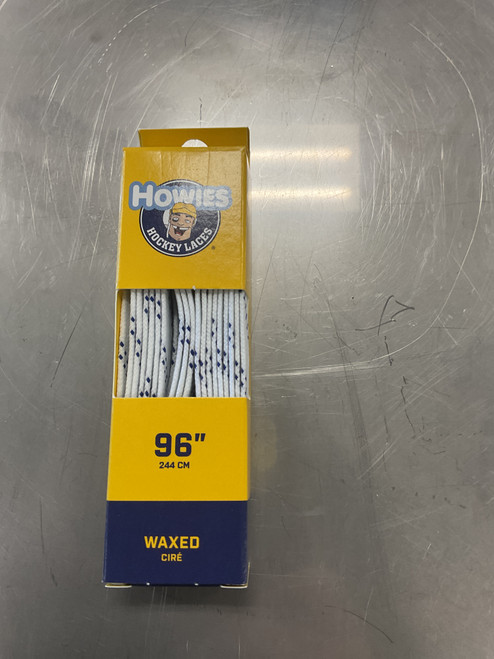 HOWIES
HOCKEY LACES
96"
244 CM
WAXED
CIRÉ